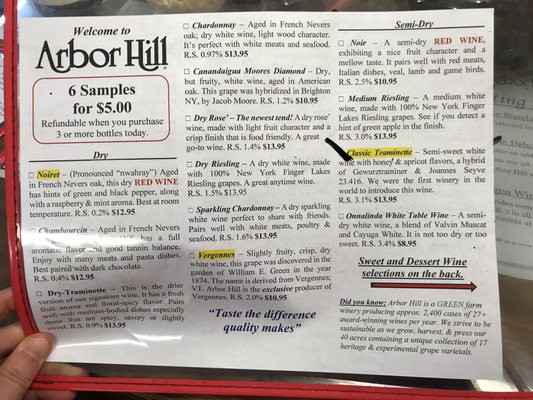 Welcome to
Arbor Hill
6 Samples
for $5.00
Refundable when you purchase
3 or more bottles today.
Dry
□ Noiret – (Pronounced "nwahray") Aged
in French Nevers oak, this dry RED WINE
has hints of green and black pepper, along
with a raspberry & mint aroma. Best at room
temperature. R.S. 0.2% $12.95
□ Chambourcin – Aged in French Nevers
has a full
aromatic flavor and good tannin balance.
Enjoy with many meats and pasta dishes.
Best paired with dark chocolate.
R.S. 0.4% $12.95
□ Dry-Traminette – This is the drier
version of our signature wine. It has a fresh
fruit aroma and floral-spicy flavor. Pairs
well with medium-bodied dishes especially
those that are spicy, savory or slightly
sweet. R.S. 0.9% $13.95
□ Chardonnay – Aged in French Nevers
oak; dry white wine, light wood character.
It's perfect with white meats and seafood.
R.S. 0.97% $13.95
□ Canandaigua Moores Diamond – Dry,
but fruity, white wine, aged in American
oak. This grape was hybridized in Brighton
NY, by Jacob Moore. R.S. 1.2% $10.95
□ Dry Rose' – The newest tend! A dry rose'
wine, made with light fruit character and a
crisp finish that is food friendly. A great
go-to wine. R.S. 1.4% $13.95
□ Dry Riesling – A dry white wine, made
with 100% New York Finger Lakes
Riesling grapes. A great anytime wine.
R.S. 1.5% $13.95
□ Sparkling Chardonnay – A dry sparkling
white wine perfect to share with friends.
Pairs well with white meats, poultry &
seafood. R.S. 1.6% $13.95
□ Vergennes – Slightly fruity, crisp, dry
white wine, this grape was discovered in the
garden of William E. Green in the year
1874. The name is derived from Vergennes;
VT. Arbor Hill is the exclusive producer of
Vergennes. R.S. 2.0% $10.95
"Taste the difference
quality makes"
Semi-Dry
□ Noir – A semi-dry RED WINE,
exhibiting a nice fruit character and a
mellow taste. It pairs well with red meats,
Italian dishes, veal, lamb and game birds.
R.S. 2.5% $10.95
□ Medium Riesling – A medium white
wine, made with 100% New York Finger
Lakes Riesling grapes. See if you detect a
hint of green apple in the finish.
R.S. 3.0% $13.95
Classic Traminette – Semi-sweet white
wine with honey & apricot flavors, a hybrid
of Gewurztraminer & Joannes Seyve
23.416. We were the first winery in the
world to introduce this wine.
R.S. 3.1% $13.95
□ Onnalinda White Table Wine – A semi-
dry white wine, a blend of Valvin Muscat
and Cayuga White. It is not too dry or too
sweet. R.S. 3.4% $8.95
Sweet and Dessert Wine
selections on the back.
Did you know: Arbor Hill is a GREEN farm
winery producing approx. 2,400 cases of 27+
award-winning wines per year. We strive to be
sustainable as we grow, harvest, & press our
40 acres containing a unique collection of 17
heritage & experimental grape varietals.